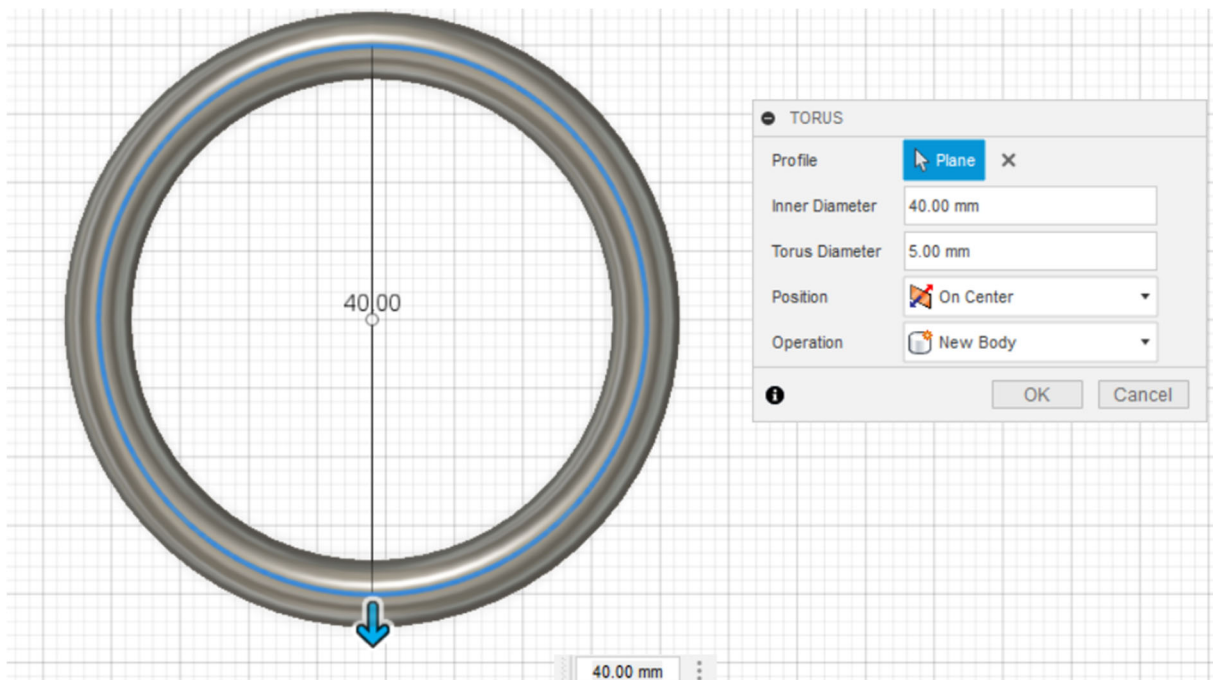 TORUS
Profile Plane
Inner Diameter 40.00 mm
Torus Diameter 5.00 mm
Position On Center
Operation New Body
OK Cancel
40.00
40.00 mm